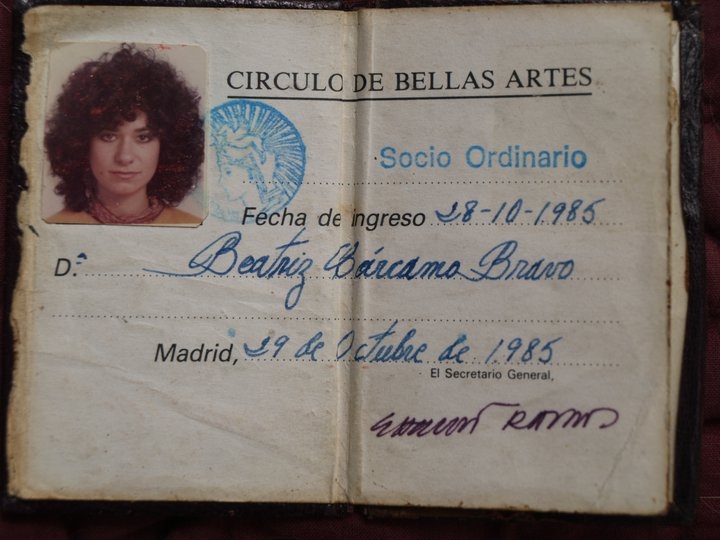 CIRCULO DE BELLAS ARTES
Socio Ordinario
Fecha de ingreso 28-10-1985
D.ª Beatriz Bárcamo Bravo
Madrid, 29 de Octubre de 1985
El Secretario General,